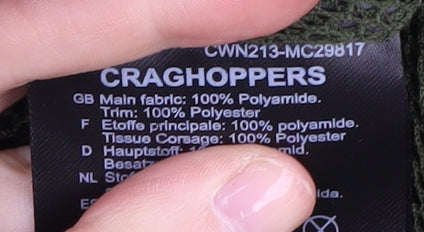 CWN213-MC29817
CRAGHOPPERS
GB Main fabric: 100% Polyamide.
Trim: 100% Polyester
F Etoffe principale: 100% polyamide.
Tissue Corsage: 100% Polyester
D Hauptstoff:
NL
ES